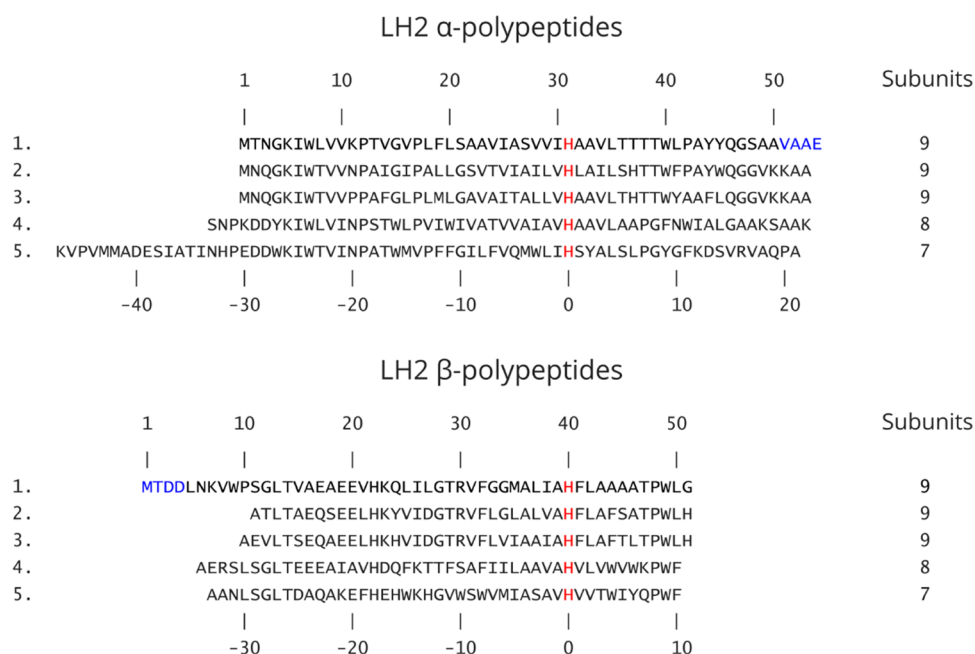 LH2 α-polypeptides
1 10 20 30 40 50 Subunits
| | | | | |
1. MTNGKIWLVVKPTVGVPLFLSAAVIASVVIHAAVLTTTTWLPAYYQGSAAVAAE 9
2. MNQGKIWTVVNPAIGIPALLGSVTVIAILVHLAILSHTTWFPAYWQGGVKKAA 9
3. MNQGKIWTVVPPAFGLPLMLGAVAITALLVHAAVLTHTTWYAAFLQGGVKKAA 9
4. SNPKDDYKIWLVINPSTWLPVIWIVATVVAIAVHAAVLAAPGFNWIALGAAKSAAK 8
5. KVPVMMADESIATINHPEDDWKIWTVINPATWMVPFFGILFVQMWLIHSYALSLPGYGFKDSVRVAQPA 7
| | | | | | |
-40 -30 -20 -10 0 10 20
LH2 β-polypeptides
1 10 20 30 40 50 Subunits
| | | | | |
1. MTDDLNKVWPSGLTVAEAEEVHKQLILGTRVFGGMALIAHFLAAAATPWLG 9
2. ATLTAEQSEELHKYVIDGTRVFLGLALVAHFLAFSATPWLH 9
3. AEVLTSEQAEELHKHVIDGTRVFLVIAAIAHFLAFTLTPWLH 9
4. AERSLSGLTEEEAIAVHDQFKTTFSAFIILAAVAHVLVWVWKPWF 8
5. AANLSGLTDAQAKEFHEHWKHGVWSWVMIASAVHVVTWIYQPWF 7
| | | | |
-30 -20 -10 0 10